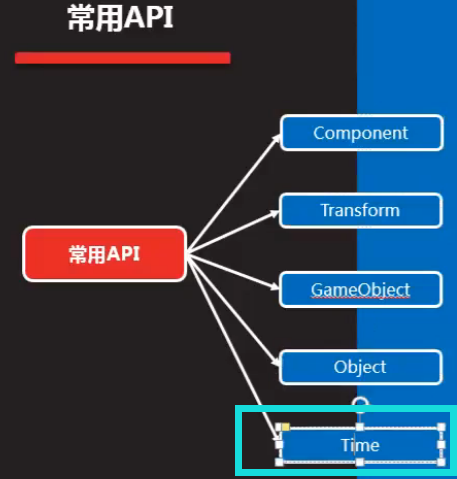 常用API
Component
Transform
常用API
GameObject
Object
Time